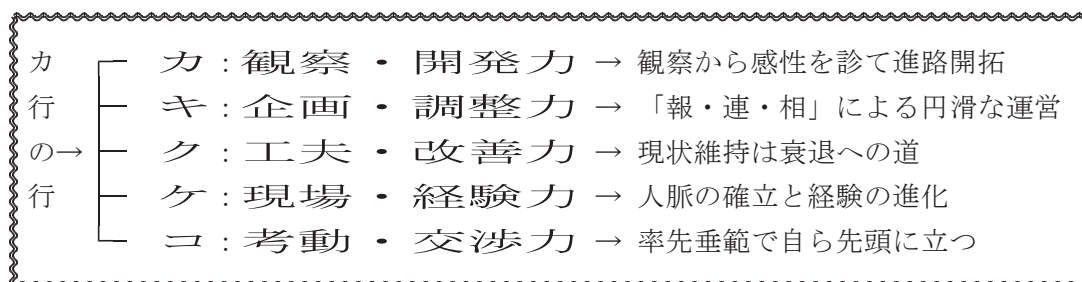 カ行の行→
カ：観察・開発力 → 観察から感性を診て進路開拓
キ：企画・調整力 → 「報・連・相」による円滑な運営
ク：工夫・改善力 → 現状維持は衰退への道
ケ：現場・経験力 → 人脈の確立と経験の進化
コ：考動・交渉力 → 率先垂範で自ら先頭に立つ